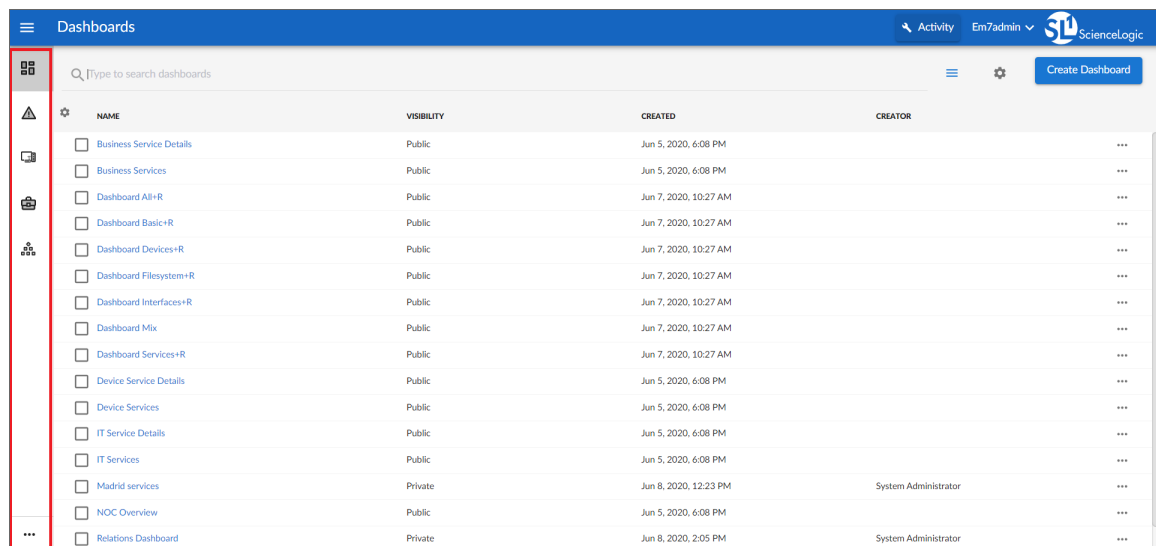 Dashboards
Activity Em7admin SL1 ScienceLogic
Type to search dashboards Create Dashboard
NAME VISIBILITY CREATED CREATOR
Business Service Details Public Jun 5, 2020, 6:08 PM
Business Services Public Jun 5, 2020, 6:08 PM
Dashboard All+R Public Jun 7, 2020, 10:27 AM
Dashboard Basic+R Public Jun 7, 2020, 10:27 AM
Dashboard Devices+R Public Jun 7, 2020, 10:27 AM
Dashboard Filesystem+R Public Jun 7, 2020, 10:27 AM
Dashboard Interfaces+R Public Jun 7, 2020, 10:27 AM
Dashboard Mix Public Jun 7, 2020, 10:27 AM
Dashboard Services+R Public Jun 7, 2020, 10:27 AM
Device Service Details Public Jun 5, 2020, 6:08 PM
Device Services Public Jun 5, 2020, 6:08 PM
IT Service Details Public Jun 5, 2020, 6:08 PM
IT Services Public Jun 5, 2020, 6:08 PM
Madrid services Private Jun 8, 2020, 12:23 PM System Administrator
NOC Overview Public Jun 5, 2020, 6:08 PM
Relations Dashboard Private Jun 8, 2020, 2:05 PM System Administrator